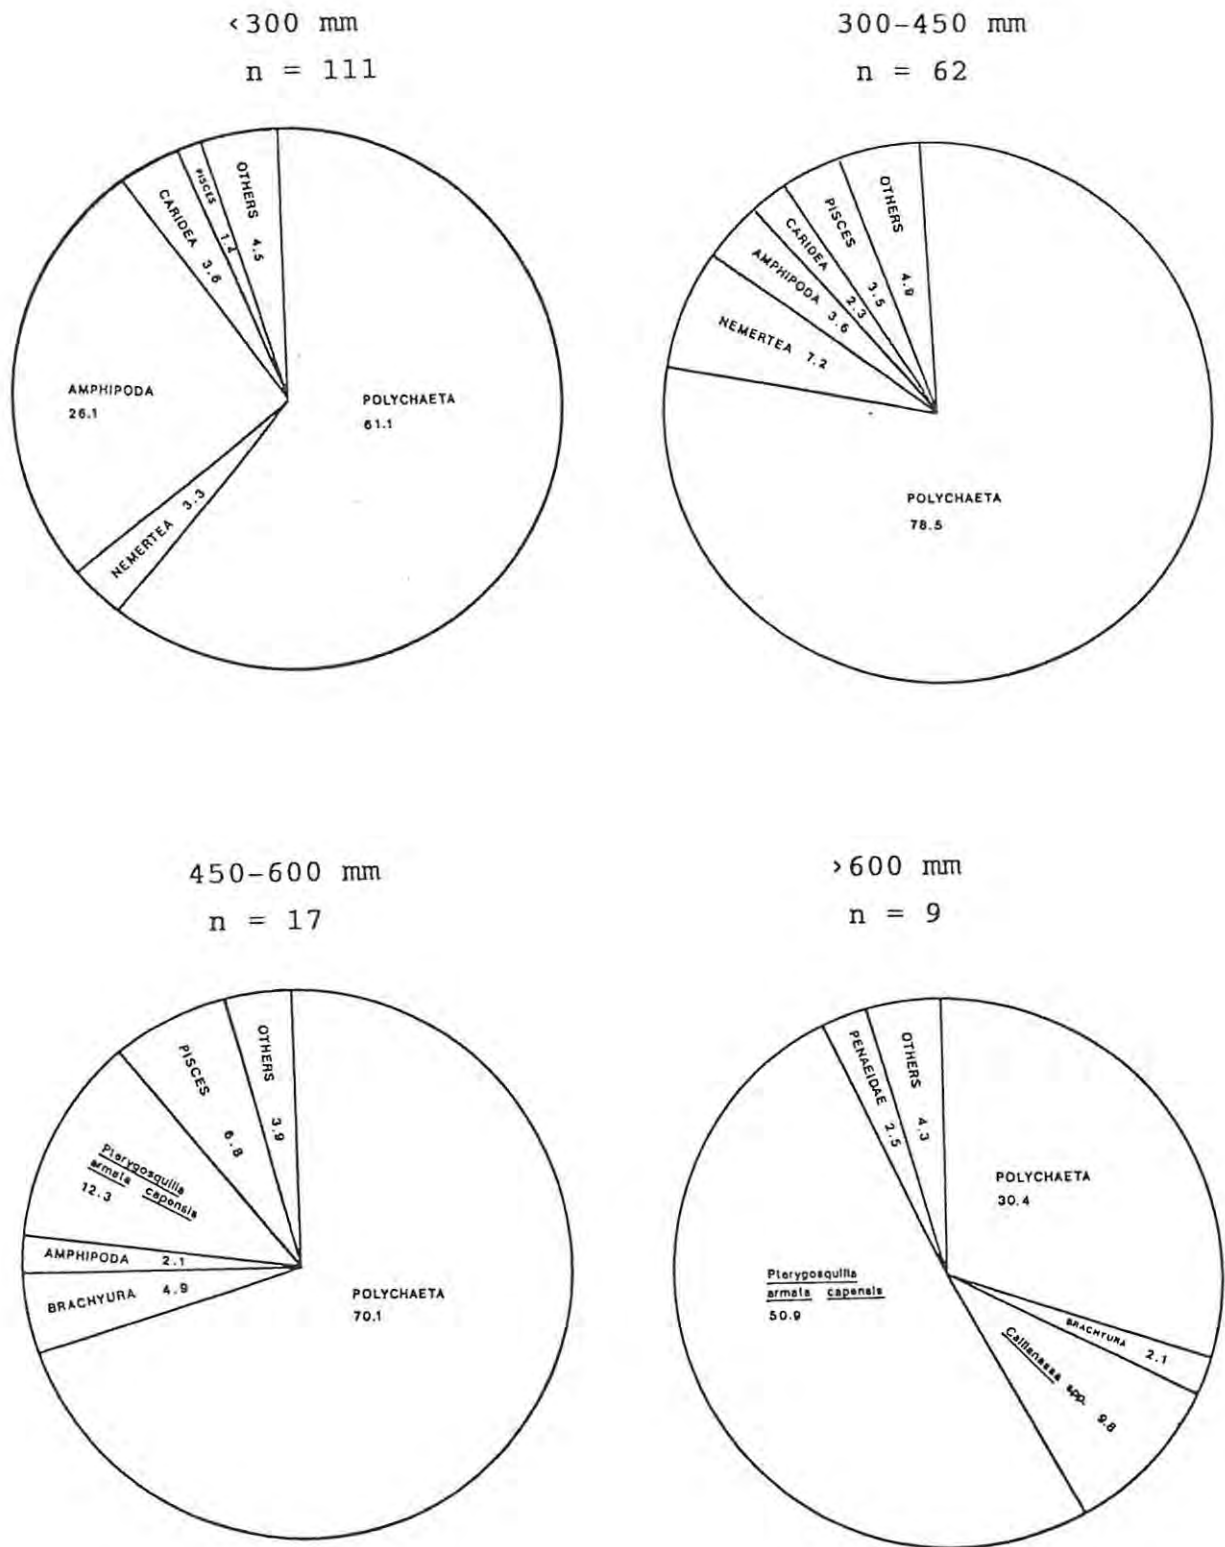 <300 mm
n = 111
OTHERS 4.5
PISCES 1.4
CARIDEA 3.6
AMPHIPODA
26.1
NEMERTEA 3.3
POLYCHAETA
61.1
300-450 mm
n = 62
OTHERS 4.9
PISCES 3.5
CARIDEA 2.3
AMPHIPODA 3.6
NEMERTEA 7.2
POLYCHAETA
78.5
450-600 mm
n = 17
OTHERS 3.9
PISCES 6.8
Pterygosquilla
armata capensis
12.3
AMPHIPODA 2.1
BRACHYURA 4.9
POLYCHAETA
70.1
>600 mm
n = 9
OTHERS 4.3
PENAEIDAE 2.5
POLYCHAETA
30.4
Pterygosquilla
armata capensis
50.9
BRACHYURA 2.1
Callianassa spp. 9.8